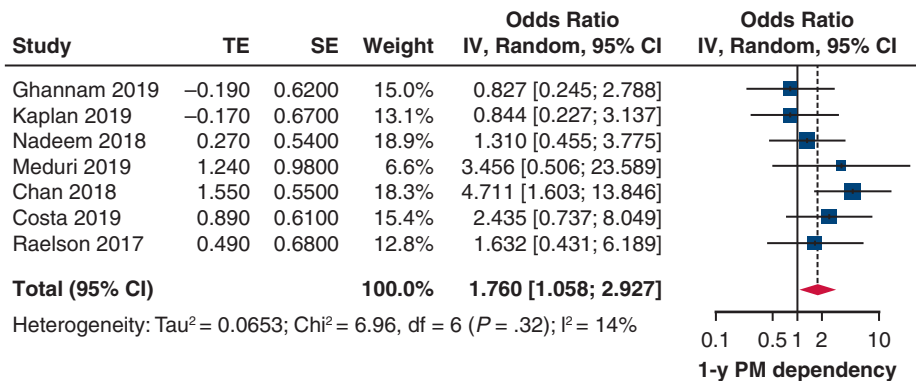 Odds Ratio Odds Ratio
Study TE SE Weight IV, Random, 95% CI IV, Random, 95% CI
Ghannam 2019 −0.190 0.6200 15.0% 0.827 [0.245; 2.788]
Kaplan 2019 −0.170 0.6700 13.1% 0.844 [0.227; 3.137]
Nadeem 2018 0.270 0.5400 18.9% 1.310 [0.455; 3.775]
Meduri 2019 1.240 0.9800 6.6% 3.456 [0.506; 23.589]
Chan 2018 1.550 0.5500 18.3% 4.711 [1.603; 13.846]
Costa 2019 0.890 0.6100 15.4% 2.435 [0.737; 8.049]
Raelson 2017 0.490 0.6800 12.8% 1.632 [0.431; 6.189]
Total (95% CI) 100.0% 1.760 [1.058; 2.927]
Heterogeneity: Tau² = 0.0653; Chi² = 6.96, df = 6 (P = .32); I² = 14%
0.1 0.5 1 2 10
1-y PM dependency